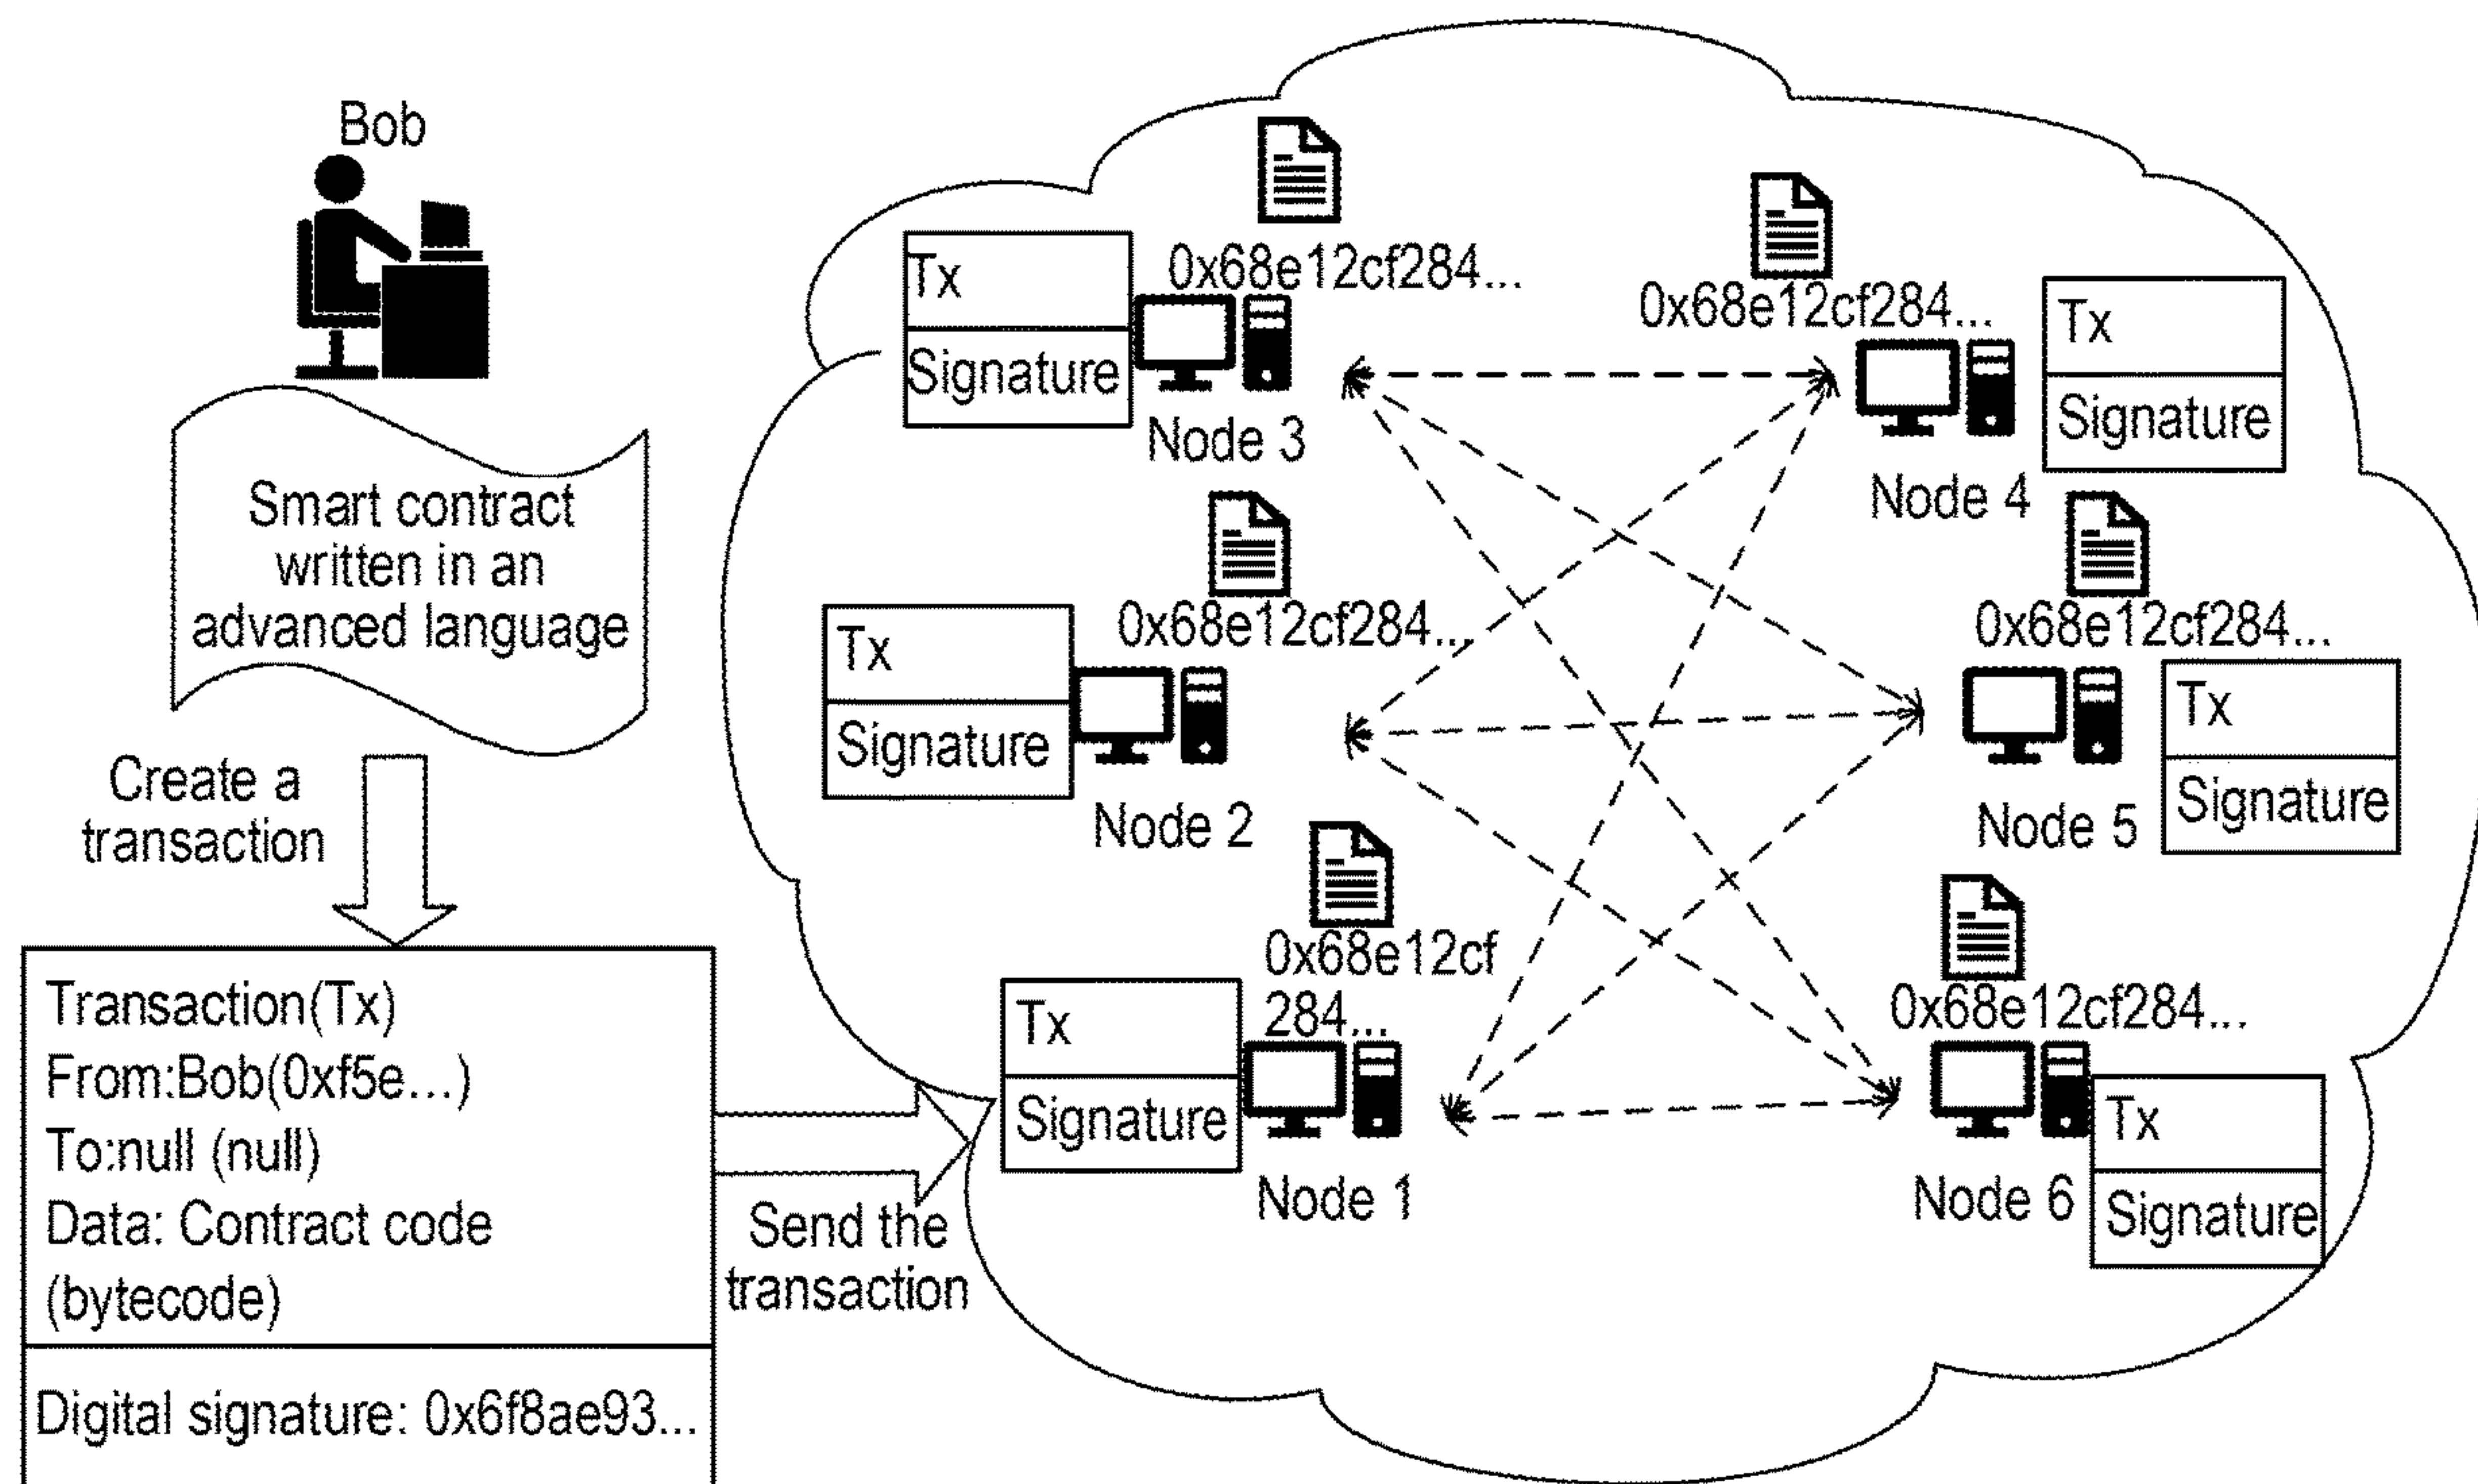 Bob
Smart contract
written in an
advanced language
Create a
transaction
Transaction(Tx)
From:Bob(0xf5e...)
To:null (null)
Data: Contract code
(bytecode)
Digital signature: 0x6f8ae93...
Send the
transaction
0x68e12cf284...
Tx
Signature
Node 3
0x68e12cf284...
Tx
Signature
Node 4
0x68e12cf284...
Tx
Signature
Node 2
0x68e12cf284...
Tx
Signature
Node 5
0x68e12cf
284...
Tx
Signature
Node 1
0x68e12cf284...
Tx
Signature
Node 6